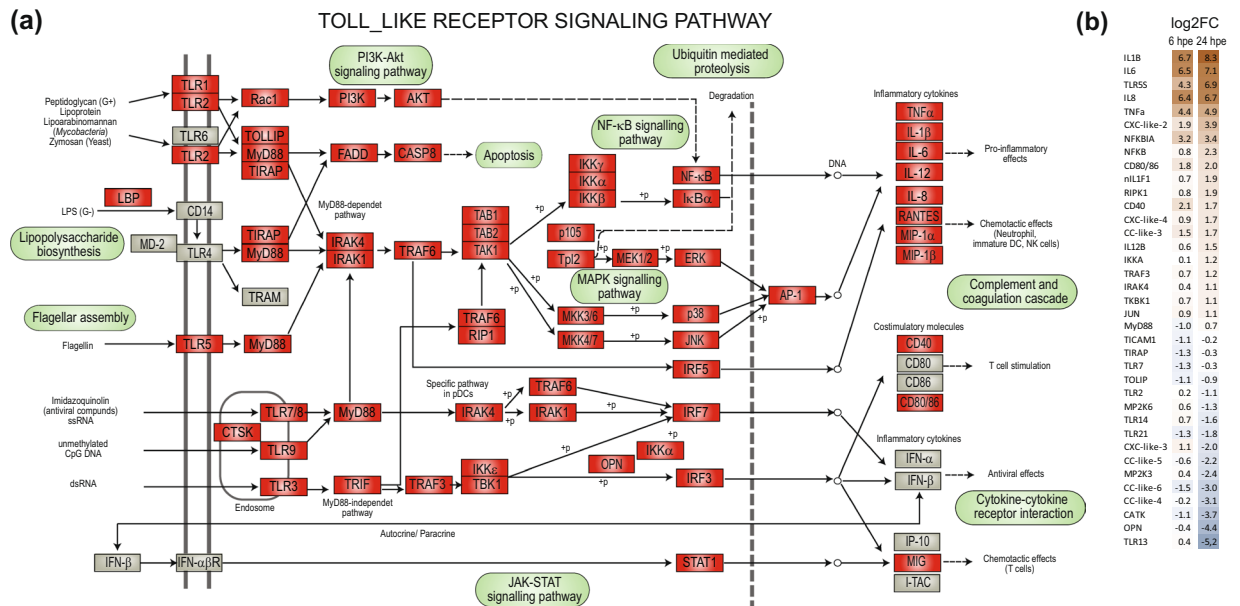 (a)
TOLL_LIKE RECEPTOR SIGNALING PATHWAY
PI3K-Akt
signaling pathway
Ubiquitin mediated
proteolysis
Degradation
TLR1
TLR2
Rac1
PI3K
AKT
Peptidoglycan (G+)
Lipoprotein
Lipoarabinomannan
(Mycobacteria)
Zymosan (Yeast)
TLR6
TLR2
TOLLIP
MyD88
TIRAP
FADD
CASP8
Apoptosis
NF-κB signalling
pathway
IKKγ
IKKα
IKKβ
+p
NF-κB
IκBα
+p
DNA
Inflammatory cytokines
TNFα
IL-1β
IL-6
IL-12
IL-8
RANTES
MIP-1α
MIP-1β
Pro-inflammatory
effects
Chemotactic effects
(Neutrophil,
immature DC, NK cells)
LBP
LPS (G-)
CD14
MD-2
TLR4
Lipopolysaccharide
biosynthesis
TIRAP
MyD88
TRAM
MyD88-dependet
pathway
IRAK4
IRAK1
TRAF6
TAB1
TAB2
TAK1
p105
Tpl2
+p
MEK1/2
+p
ERK
MAPK signalling
pathway
+p
+p
MKK3/6
+p
p38
MKK4/7
+p
JNK
AP-1
+p
TRAF6
RIP1
IRF5
Complement and
coagulation cascade
Flagellar assembly
Flagellin
TLR5
MyD88
Costimulatory molecules
CD40
CD80
CD86
CD80/86
T cell stimulation
Imidazoquinolin
(antiviral compunds)
ssRNA
TLR7/8
MyD88
Specific pathway
in pDCs
IRAK4
+p
TRAF6
+p
IRAK1
+p
IRF7
CTSK
unmethylated
CpG DNA
TLR9
dsRNA
TLR3
Endosome
TRIF
MyD88-independet
pathway
TRAF3
IKKε
TBK1
+p
+p
OPN
IKKα
+p
IRF3
Inflammatory cytokines
IFN-α
IFN-β
Antiviral effects
Cytokine-cytokine
receptor interaction
Autocrine/ Paracrine
IFN-β
IFN-αβR
STAT1
JAK-STAT
signalling pathway
IP-10
MIG
I-TAC
Chemotactic effects
(T cells)
(b)
log2FC
6 hpe 24 hpe
IL1B 6.7 8.3
IL6 6.5 7.1
TLR5S 4.3 6.9
IL8 6.4 6.7
TNFa 4.4 4.9
CXC-like-2 1.9 3.9
NFKBIA 3.2 3.4
NFKB 0.8 2.3
CD80/86 1.8 2.0
nIL1F1 0.7 1.9
RIPK1 0.8 1.9
CD40 2.1 1.7
CXC-like-4 0.9 1.7
CC-like-3 1.5 1.7
IL12B 0.6 1.5
IKKA 0.1 1.2
TRAF3 0.7 1.2
IRAK4 0.4 1.1
TKBK1 0.7 1.1
JUN 0.9 1.1
MyD88 -1.0 0.7
TICAM1 -1.1 -0.2
TIRAP -1.3 -0.3
TLR7 -1.3 -0.3
TOLIP -1.1 -0.9
TLR2 0.2 -1.1
MP2K6 0.6 -1.3
TLR14 0.7 -1.6
TLR21 -1.3 -1.8
CXC-like-3 1.1 -2.0
CC-like-5 -0.6 -2.2
MP2K3 0.4 -2.4
CC-like-6 -1.5 -3.0
CC-like-4 -0.2 -3.1
CATK -1.1 -3.7
OPN -0.4 -4.4
TLR13 0.4 -5,2